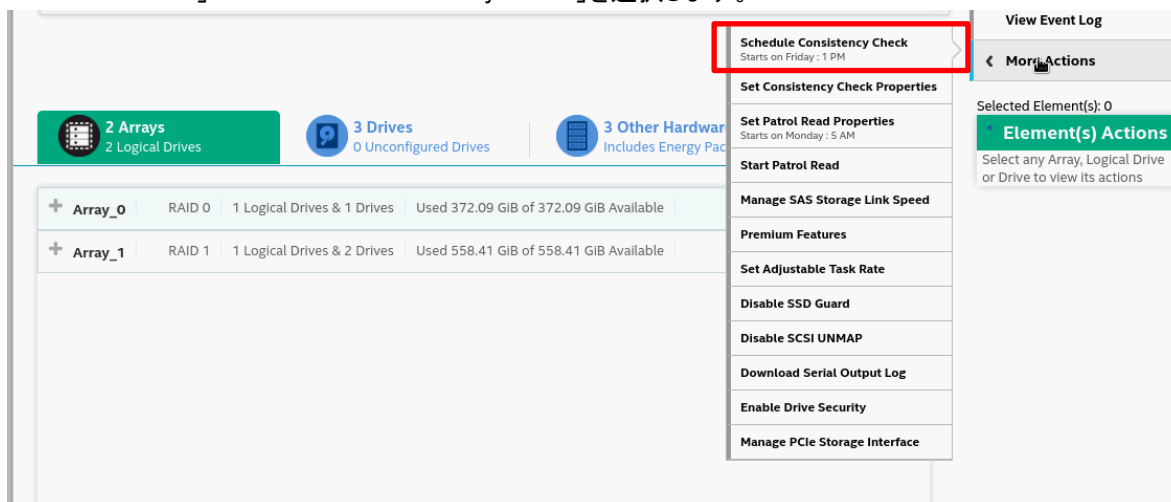 」を選択します。
View Event Log
Schedule Consistency Check
Starts on Friday : 1 PM
More Actions
Set Consistency Check Properties
Selected Element(s): 0
Set Patrol Read Properties
Starts on Monday : 5 AM
Element(s) Actions
2 Arrays
2 Logical Drives
3 Drives
0 Unconfigured Drives
3 Other Hardwar
Includes Energy Pac
Select any Array, Logical Drive
or Drive to view its actions
Start Patrol Read
Manage SAS Storage Link Speed
Array_0 RAID 0 1 Logical Drives & 1 Drives Used 372.09 GiB of 372.09 GiB Available
Premium Features
Array_1 RAID 1 1 Logical Drives & 2 Drives Used 558.41 GiB of 558.41 GiB Available
Set Adjustable Task Rate
Disable SSD Guard
Disable SCSI UNMAP
Download Serial Output Log
Enable Drive Security
Manage PCIe Storage Interface